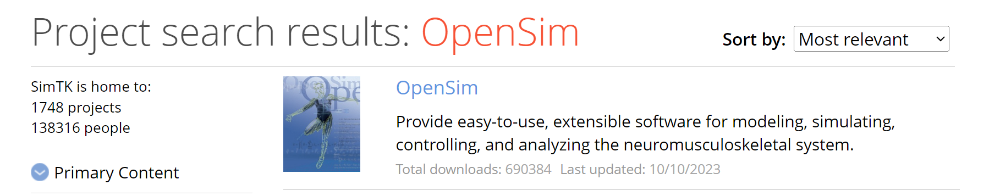 Project search results: OpenSim
Sort by: Most relevant
SimTK is home to:
1748 projects
138316 people
Primary Content
OpenSim
Ope
OpenSim
Provide easy-to-use, extensible software for modeling, simulating,
controlling, and analyzing the neuromusculoskeletal system.
Total downloads: 690384 Last updated: 10/10/2023